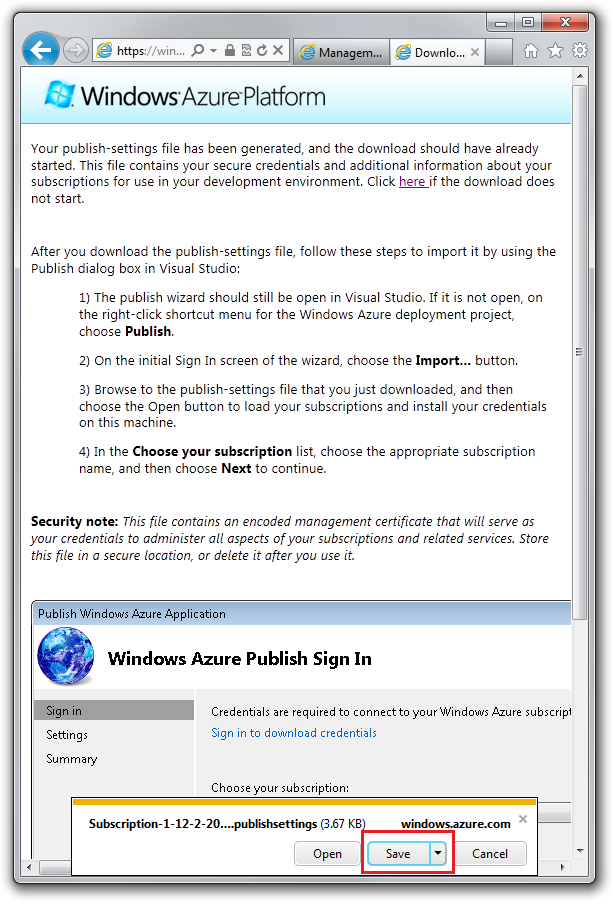 https://win...
Managem...
Downlo...
Windows Azure Platform
Your publish-settings file has been generated, and the download should have already
started. This file contains your secure credentials and additional information about your
subscriptions for use in your development environment. Click here if the download does
not start.
After you download the publish-settings file, follow these steps to import it by using the
Publish dialog box in Visual Studio:
1) The publish wizard should still be open in Visual Studio. If it is not open, on
the right-click shortcut menu for the Windows Azure deployment project,
choose Publish.
2) On the initial Sign In screen of the wizard, choose the Import... button.
3) Browse to the publish-settings file that you just downloaded, and then
choose the Open button to load your subscriptions and install your credentials
on this machine.
4) In the Choose your subscription list, choose the appropriate subscription
name, and then choose Next to continue.
Security note: This file contains an encoded management certificate that will serve as
your credentials to administer all aspects of your subscriptions and related services. Store
this file in a secure location, or delete it after you use it.
Publish Windows Azure Application
Windows Azure Publish Sign In
Sign in
Settings
Summary
Credentials are required to connect to your Windows Azure subscript
Sign in to download credentials
Choose your subscription:
Subscription-1-12-2-20....publishsettings (3.67 KB) windows.azure.com
Open
Save
Cancel